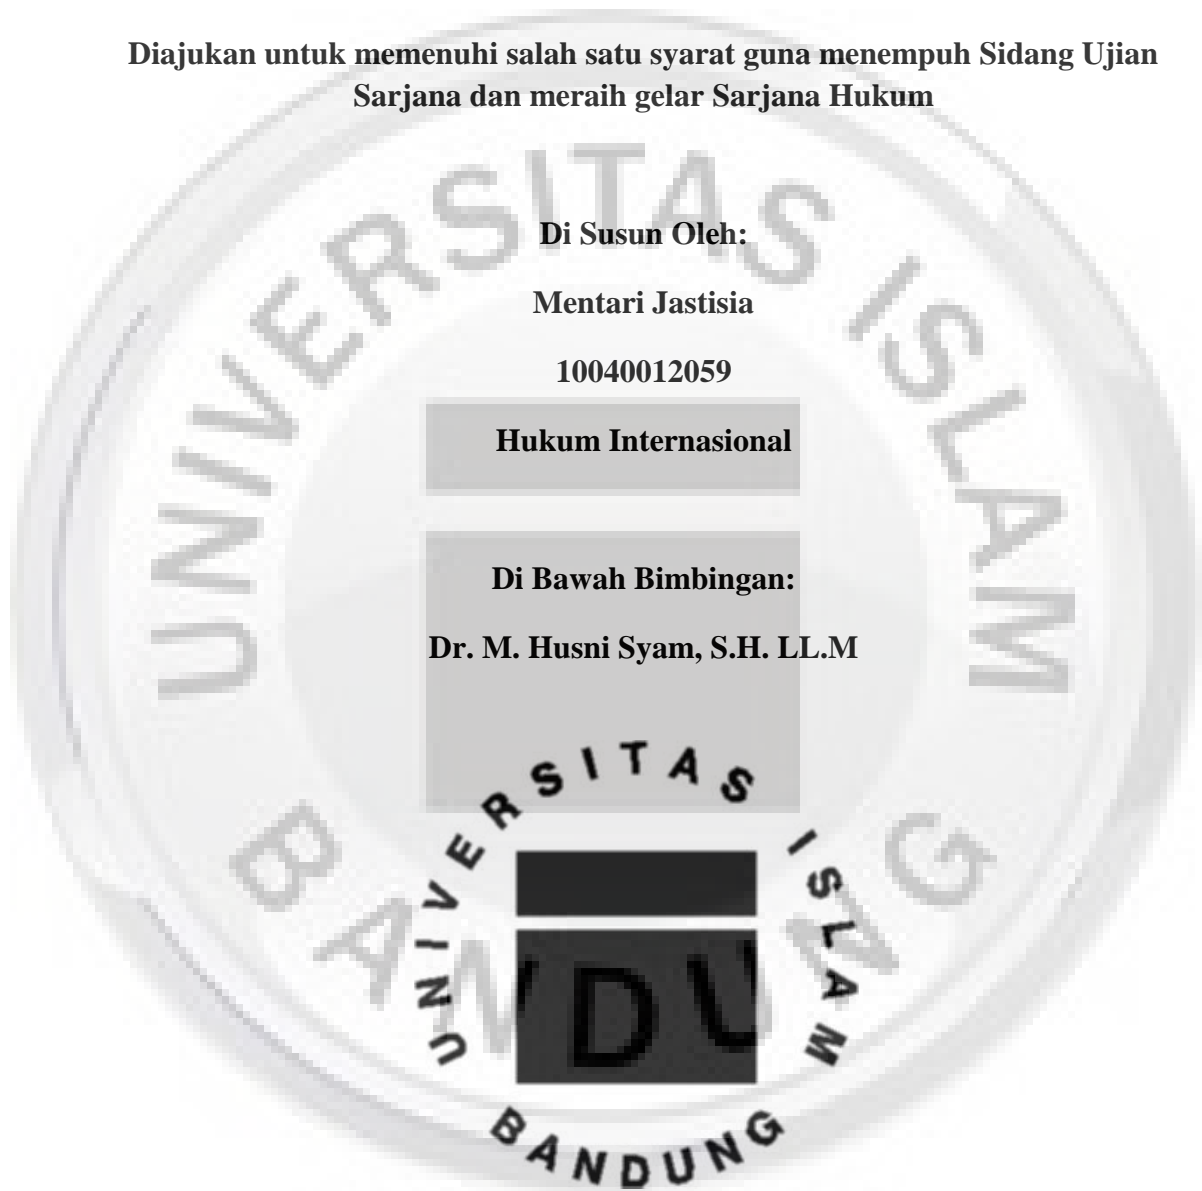 Diajukan untuk memenuhi salah satu syarat guna menempuh Sidang Ujian
Sarjana dan meraih gelar Sarjana Hukum
Di Susun Oleh:
Mentari Jastisia
10040012059
Hukum Internasional
Di Bawah Bimbingan:
Dr. M. Husni Syam, S.H. LL.M
UNIVERSITAS ISLAM
BANDUNG
UNIVERSITAS ISLAM
BANDUNG